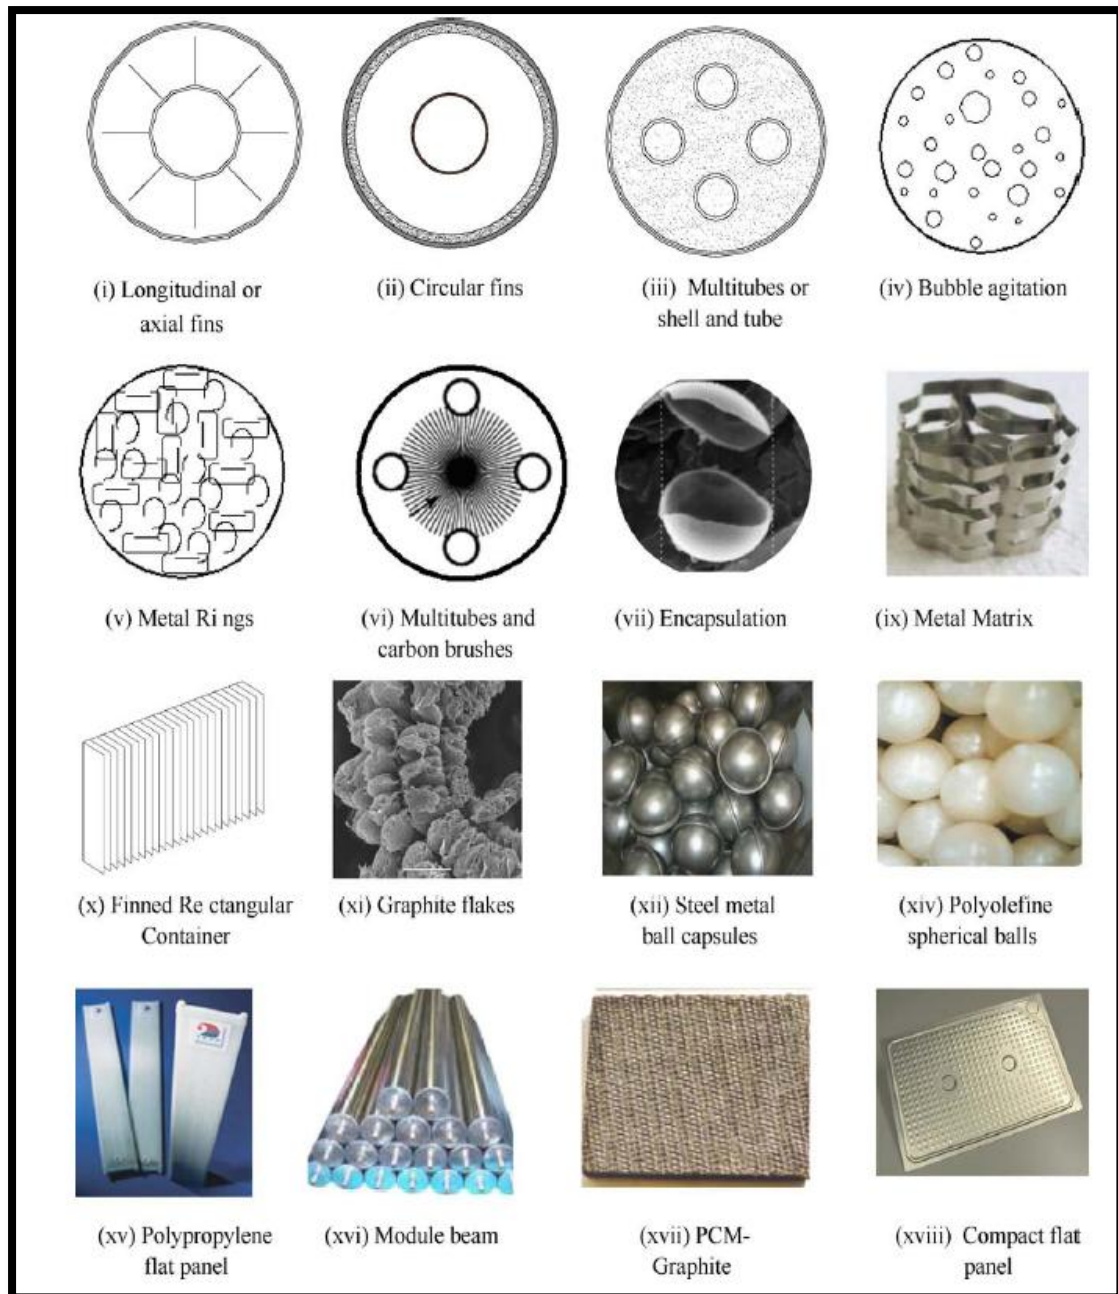 (i) Longitudinal or
axial fins
(ii) Circular fins
(iii) Multitubes or
shell and tube
(iv) Bubble agitation
(v) Metal Ri ngs
(vi) Multitubes and
carbon brushes
(vii) Encapsulation
(ix) Metal Matrix
(x) Finned Re ctangular
Container
(xi) Graphite flakes
(xii) Steel metal
ball capsules
(xiv) Polyolefine
spherical balls
(xv) Polypropylene
flat panel
(xvi) Module beam
(xvii) PCM-
Graphite
(xviii) Compact flat
panel